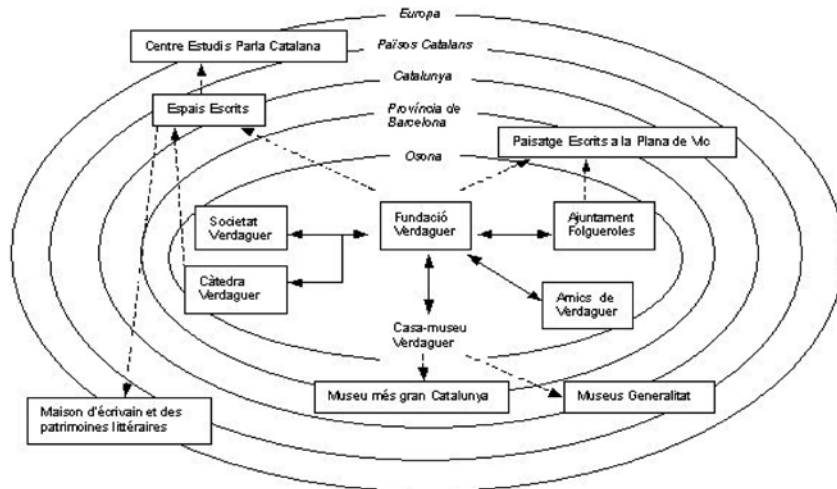 Europa
Centre Estudis Parla Catalana
Països Catalans
Catalunya
Espais Escrits
Província de
Barcelona
Paisatge Escrits a la Plana de Vic
Osona
Societat
Verdaguer
Fundació
Verdaguer
Ajuntament
Folgueroles
Càtedra
Verdaguer
Amics de
Verdaguer
Casa-museu
Verdaguer
Museu més gran Catalunya
Museus Generalitat
Maison d'écrivain et des
patrimoines littéraires